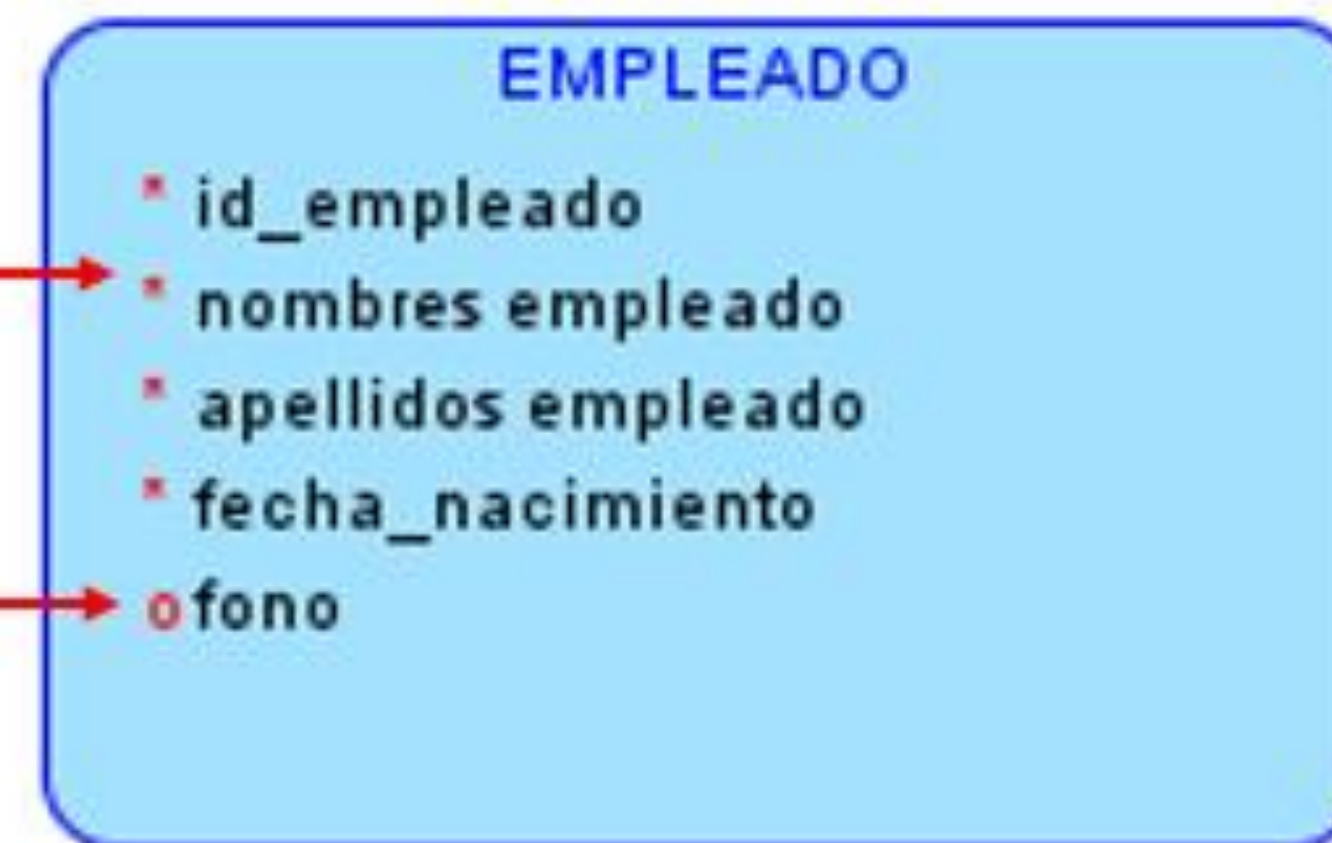 EMPLEADO
* id_empleado
* nombres empleado
* apellidos empleado
* fecha_nacimiento
o fono